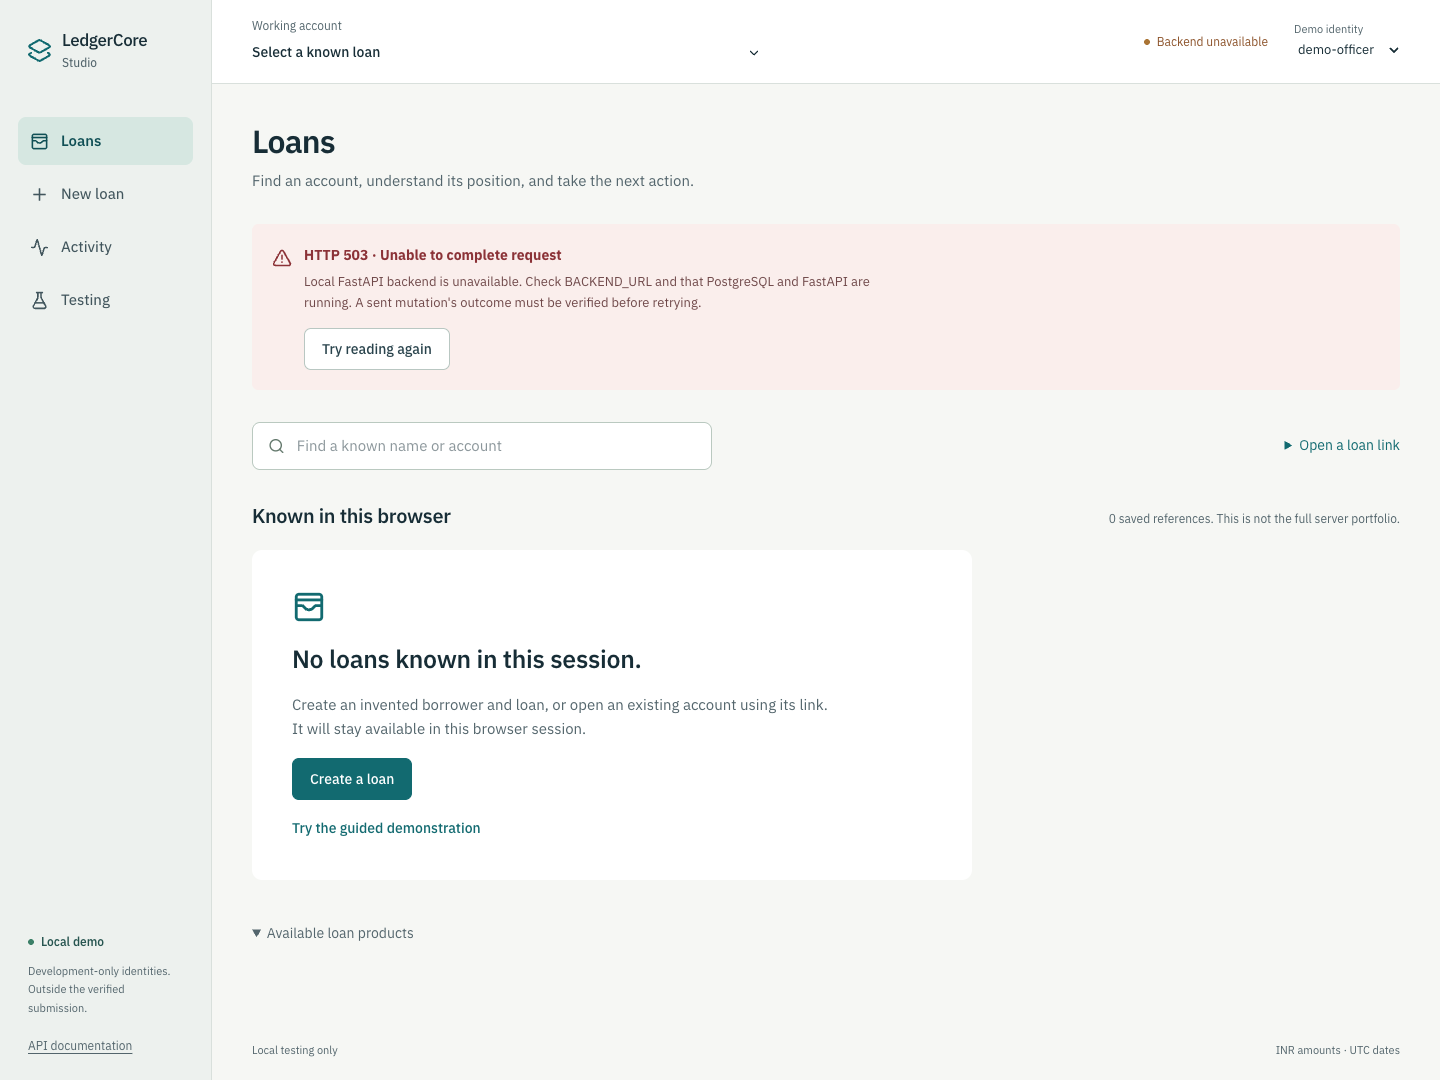 LedgerCore
Studio
Loans
New loan
Activity
Testing
Local demo
Development-only identities.
Outside the verified
submission.
API documentation
Working account
Select a known loan
Backend unavailable
Demo identity
demo-officer
Loans
Find an account, understand its position, and take the next action.
HTTP 503 · Unable to complete request
Local FastAPI backend is unavailable. Check BACKEND_URL and that PostgreSQL and FastAPI are
running. A sent mutation's outcome must be verified before retrying.
Try reading again
Find a known name or account
Open a loan link
Known in this browser
0 saved references. This is not the full server portfolio.
No loans known in this session.
Create an invented borrower and loan, or open an existing account using its link.
It will stay available in this browser session.
Create a loan
Try the guided demonstration
Available loan products
Local testing only
INR amounts · UTC dates